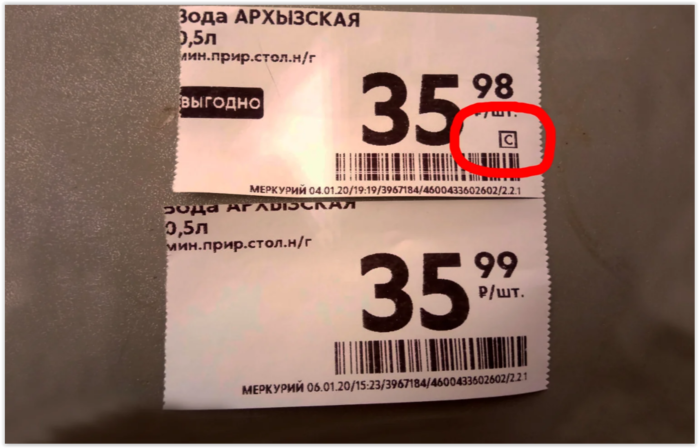 Вода АРХЫЗСКАЯ
0,5л
мин.прир.стол.н/г
ВЫГОДНО
35 98
₽/шт.
C
МЕРКУРИЙ 04.01.20/19:19/3967184/4600433602602/2.2.1
Вода АРХЫЗСКАЯ
0,5л
мин.прир.стол.н/г
35 99
₽/шт.
МЕРКУРИЙ 06.01.20/15:23/3967184/4600433602602/2.2.1